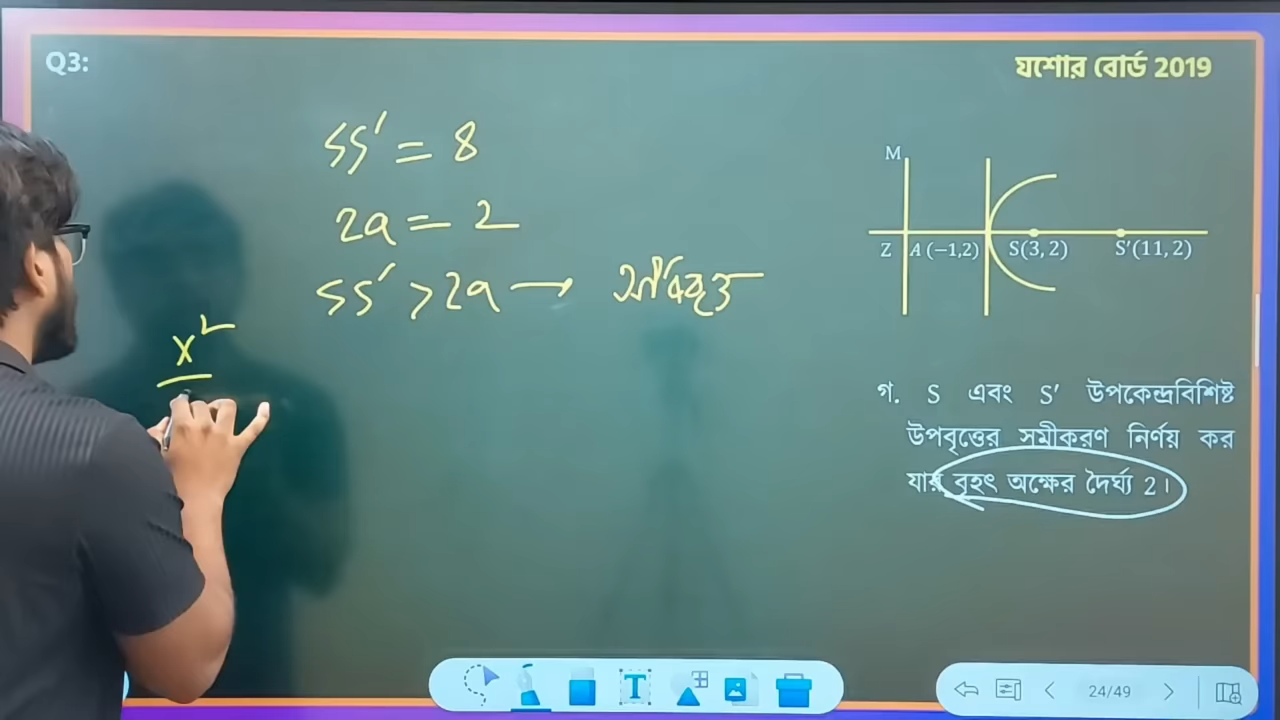 Q3:
যশোর বোর্ড 2019
SS′ = 8
2a = 2
SS′ > 2a →
x²
M
Z A (−1,2) S(3, 2) S′(11, 2)
গ. S এবং S′ উপকেন্দ্রবিশিষ্ট
উপবৃত্তের সমীকরণ নির্ণয় কর
যার বৃহৎ অক্ষের দৈর্ঘ্য 2।
T
24/49